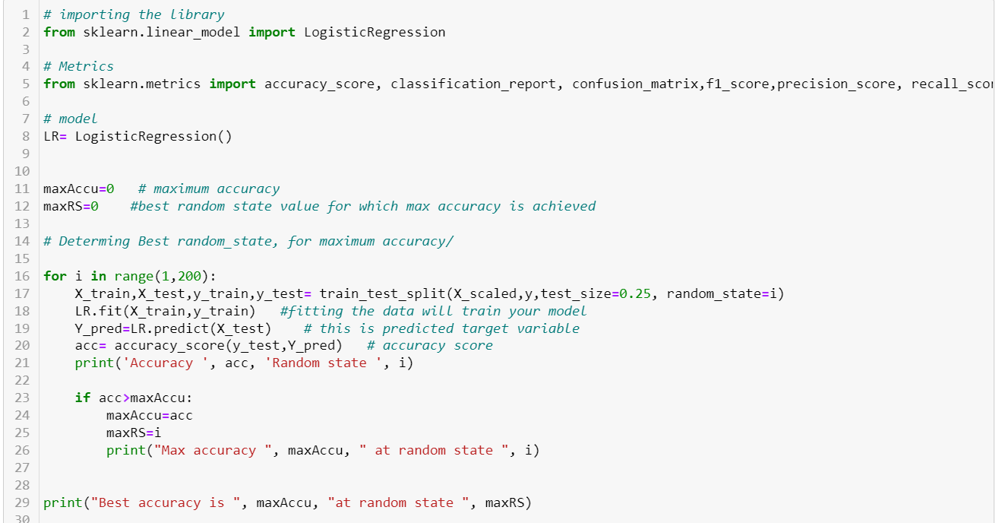 1 # importing the library
2 from sklearn.linear_model import LogisticRegression
3
4 # Metrics
5 from sklearn.metrics import accuracy_score, classification_report, confusion_matrix,f1_score,precision_score, recall_scor
6
7 # model
8 LR= LogisticRegression()
9
10
11 maxAccu=0   # maximum accuracy
12 maxRS=0    #best random state value for which max accuracy is achieved
13
14 # Determing Best random_state, for maximum accuracy/
15
16 for i in range(1,200):
17     X_train,X_test,y_train,y_test= train_test_split(X_scaled,y,test_size=0.25, random_state=i)
18     LR.fit(X_train,y_train)   #fitting the data will train your model
19     Y_pred=LR.predict(X_test)    # this is predicted target variable
20     acc= accuracy_score(y_test,Y_pred)   # accuracy score
21     print('Accuracy ', acc, 'Random state ', i)
22
23     if acc>maxAccu:
24         maxAccu=acc
25         maxRS=i
26         print("Max accuracy ", maxAccu, " at random state ", i)
27
28
29 print("Best accuracy is ", maxAccu, "at random state ", maxRS)
30